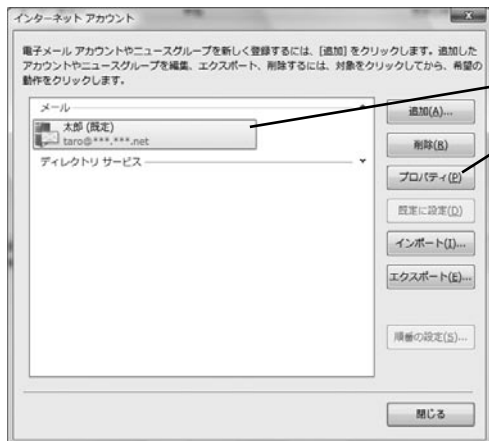 インターネット アカウント
電子メール アカウントやニュースグループを新しく登録するには、[追加] をクリックします。追加した
アカウントやニュースグループを編集、エクスポート、削除するには、対象をクリックしてから、希望の
動作をクリックします。
メール
太郎 (既定)
taro@***.***.net
ディレクトリ サービス
追加(A)...
削除(R)
プロパティ(P)
既定に設定(D)
インポート(I)...
エクスポート(E)...
順番の設定(S)...
閉じる